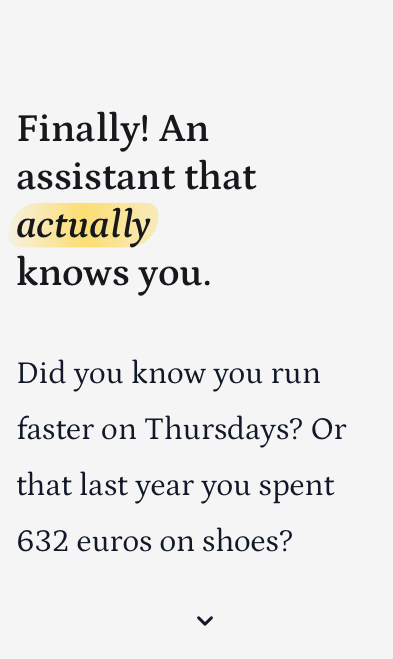 Finally! An
assistant that
actually
knows you.
Did you know you run
faster on Thursdays? Or
that last year you spent
632 euros on shoes?